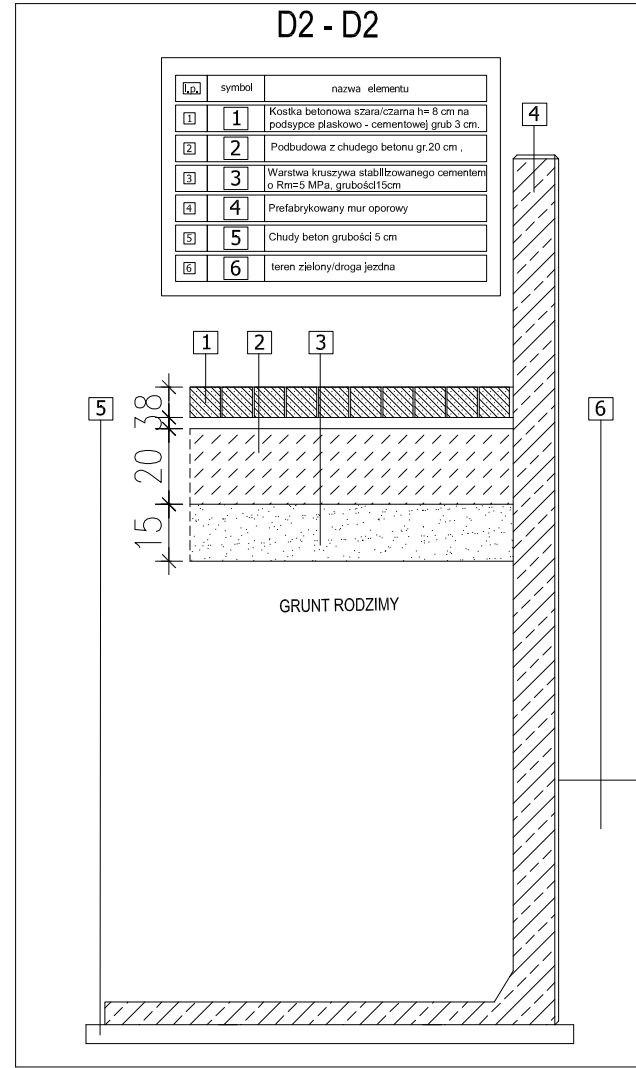 D2 - D2
l.p. symbol nazwa elementu
1 1 Kostka betonowa szara/czarna h= 8 cm na
podsypce piaskowo - cementowej grub 3 cm.
2 2 Podbudowa z chudego betonu gr.20 cm ,
3 3 Warstwa kruszywa stabilizowanego cementem
o Rm=5 MPa, grubości15cm
4 4 Prefabrykowany mur oporowy
5 5 Chudy beton grubości 5 cm
6 6 teren zielony/droga jezdna
4
1 2 3
5
6
8
3
20
15
GRUNT RODZIMY